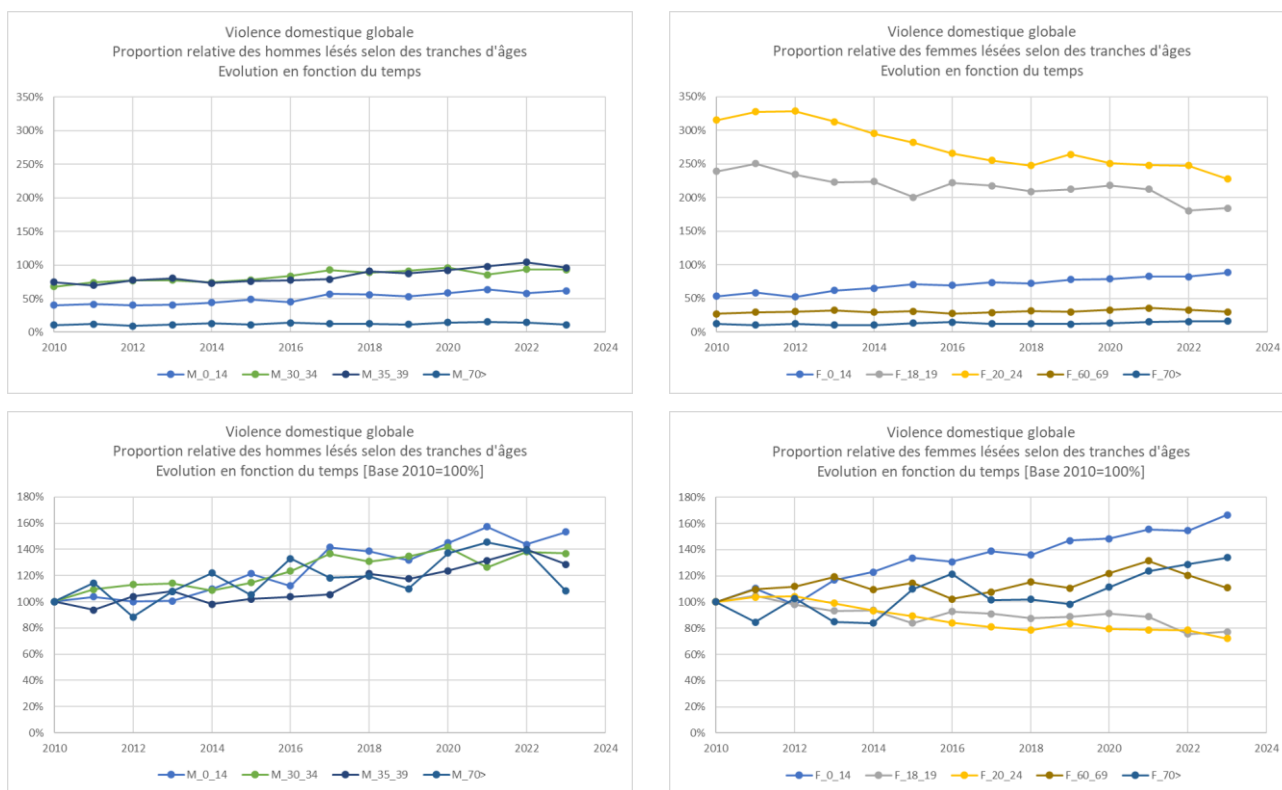 Violence domestique globale
Proportion relative des hommes lésés selon des tranches d'âges
Evolution en fonction du temps
350%
300%
250%
200%
150%
100%
50%
0%
2010 2012 2014 2016 2018 2020 2022 2024
M_0_14 M_30_34 M_35_39 M_70>
Violence domestique globale
Proportion relative des femmes lésées selon des tranches d'âges
Evolution en fonction du temps
350%
300%
250%
200%
150%
100%
50%
0%
2010 2012 2014 2016 2018 2020 2022 2024
F_0_14 F_18_19 F_20_24 F_60_69 F_70>
Violence domestique globale
Proportion relative des hommes lésés selon des tranches d'âges
Evolution en fonction du temps [Base 2010=100%]
180%
160%
140%
120%
100%
80%
60%
40%
20%
0%
2010 2012 2014 2016 2018 2020 2022 2024
M_0_14 M_30_34 M_35_39 M_70>
Violence domestique globale
Proportion relative des femmes lésées selon des tranches d'âges
Evolution en fonction du temps [Base 2010=100%]
180%
160%
140%
120%
100%
80%
60%
40%
20%
0%
2010 2012 2014 2016 2018 2020 2022 2024
F_0_14 F_18_19 F_20_24 F_60_69 F_70>